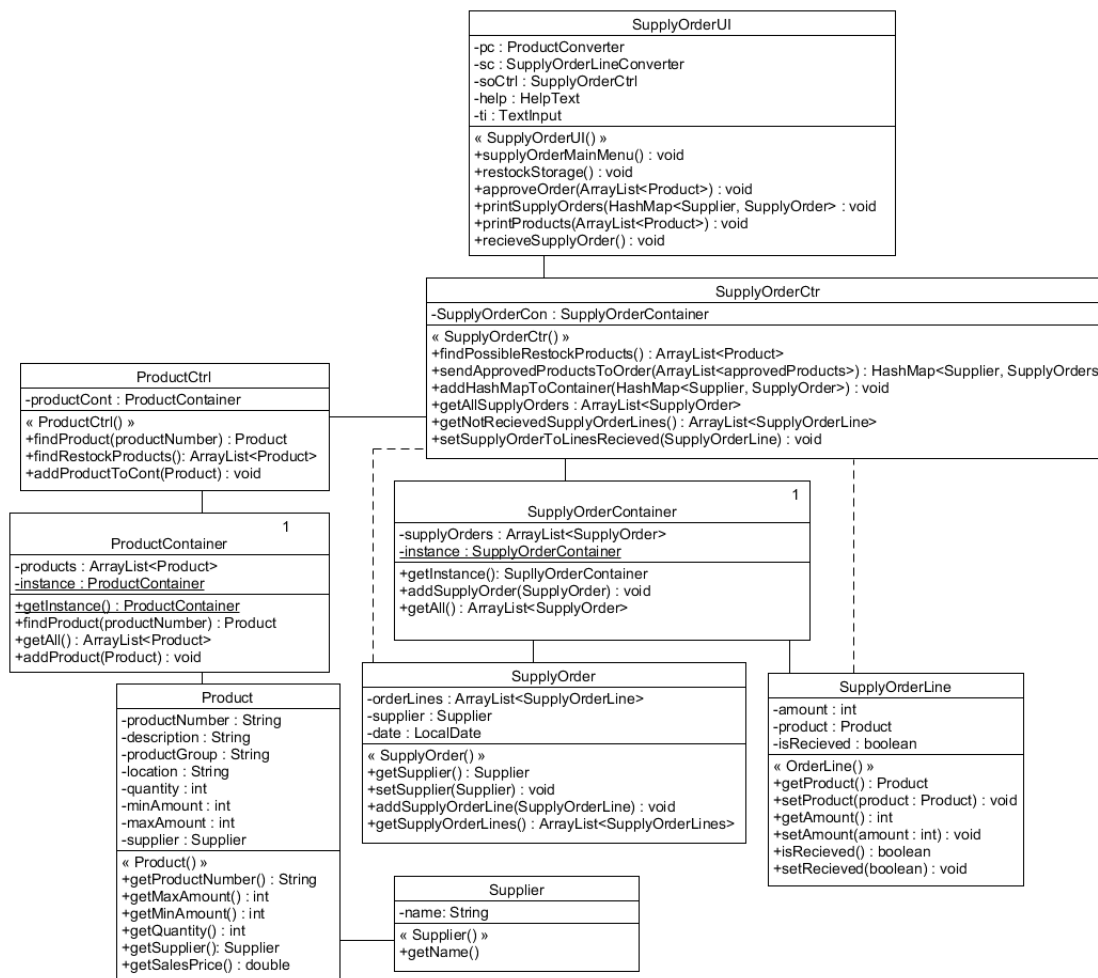 SupplyOrderUI
-pc : ProductConverter
-sc : SupplyOrderLineConverter
-soCtrl : SupplyOrderCtrl
-help : HelpText
-ti : TextInput
« SupplyOrderUI() »
+supplyOrderMainMenu() : void
+restockStorage() : void
+approveOrder(ArrayList<Product>) : void
+printSupplyOrders(HashMap<Supplier, SupplyOrder> : void
+printProducts(ArrayList<Product>) : void
+recieveSupplyOrder() : void
SupplyOrderCtr
-SupplyOrderCon : SupplyOrderContainer
« SupplyOrderCtr() »
+findPossibleRestockProducts() : ArrayList<Product>
+sendApprovedProductsToOrder(ArrayList<approvedProducts>) : HashMap<Supplier, SupplyOrders
+addHashMapToContainer(HashMap<Supplier, SupplyOrder>) : void
+getAllSupplyOrders : ArrayList<SupplyOrder>
+getNotRecievedSupplyOrderLines() : ArrayList<SupplyOrderLine>
+setSupplyOrderToLinesRecieved(SupplyOrderLine) : void
ProductCtrl
-productCont : ProductContainer
« ProductCtrl() »
+findProduct(productNumber) : Product
+findRestockProducts(): ArrayList<Product>
+addProductToCont(Product) : void
1
ProductContainer
-products : ArrayList<Product>
-instance : ProductContainer
+getInstance() : ProductContainer
+findProduct(productNumber) : Product
+getAll() : ArrayList<Product>
+addProduct(Product) : void
1
SupplyOrderContainer
-supplyOrders : ArrayList<SupplyOrder>
-instance : SupplyOrderContainer
+getInstance(): SupllyOrderContainer
+addSupplyOrder(SupplyOrder) : void
+getAll() : ArrayList<SupplyOrder>
Product
-productNumber : String
-description : String
-productGroup : String
-location : String
-quantity : int
-minAmount : int
-maxAmount : int
-supplier : Supplier
« Product() »
+getProductNumber() : String
+getMaxAmount() : int
+getMinAmount() : int
+getQuantity() : int
+getSupplier(): Supplier
+getSalesPrice() : double
SupplyOrder
-orderLines : ArrayList<SupplyOrderLine>
-supplier : Supplier
-date : LocalDate
« SupplyOrder() »
+getSupplier() : Supplier
+setSupplier(Supplier) : void
+addSupplyOrderLine(SupplyOrderLine) : void
+getSupplyOrderLines() : ArrayList<SupplyOrderLines>
SupplyOrderLine
-amount : int
-product : Product
-isRecieved : boolean
« OrderLine() »
+getProduct() : Product
+setProduct(product : Product) : void
+getAmount() : int
+setAmount(amount : int) : void
+isRecieved() : boolean
+setRecieved(boolean) : void
Supplier
-name: String
« Supplier() »
+getName()